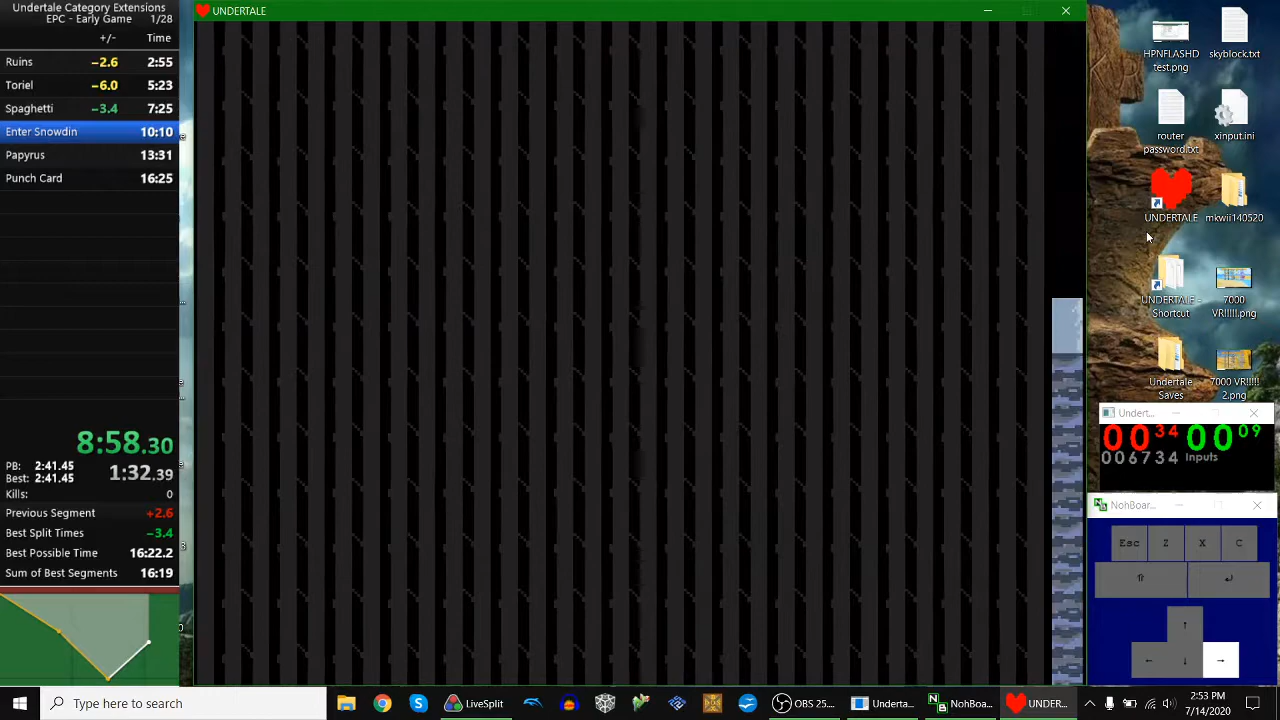 Undertale Category Extensions
EPC - Early Game 1/28
+/- Time
Ruins -2.6 2:55
Toriel -6.0 5:23
Spaghetti -3.4 7:25
Enter Snowdin 10:10
Papyrus 13:31
Punch Card 16:25
8:58.30
PB: 2:41.45
Best: 2:41.45
1:32.39
Kills: 0
Previous Segment +2.6
Best Split Times -3.4
Best Possible Time 16:22.2
Sum of Best Segments 16:19
UNDERTALE
HPNFLASHD
test.png
skyblock.txt
router
password.txt
xinput.ini
UNDERTALE
mkwii140520
UNDERTALE -
Shortcut
7000
VR!!!!!.png
Undertale
Saves
7000 VR!!!!!
2.png
Undert...
00 34 00 09
006734 Inputs
NohBoar...
Esc Z X C
⇑ ↲
↑
← ↓ →
Type here to search
LiveSplit
OBS 25....
Underta...
NohBoa...
UNDER...
2:53 PM
7/14/2020